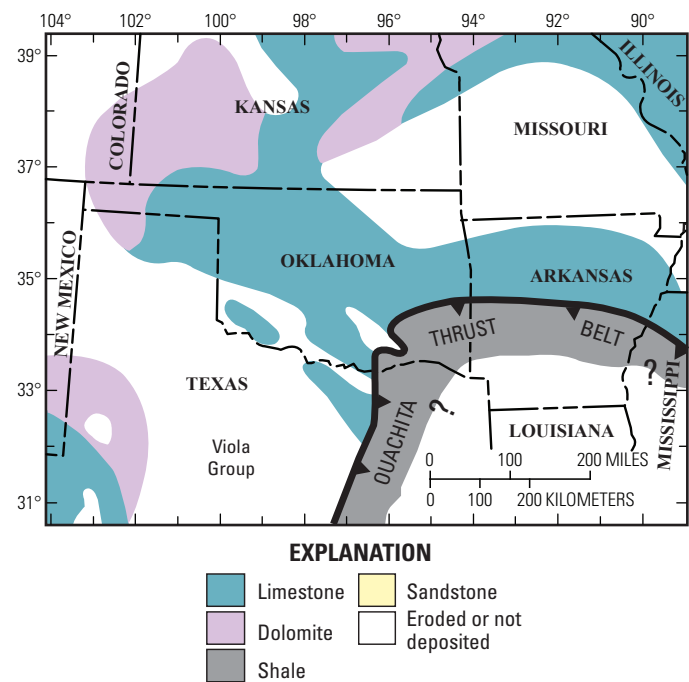 104° 102° 100° 98° 96° 94° 92° 90°
39°
37°
35°
33°
31°
COLORADO
KANSAS
MISSOURI
ILLINOIS
NEW MEXICO
OKLAHOMA
ARKANSAS
THRUST BELT
OUACHITA
?
?
MISSISSIPPI
TEXAS
LOUISIANA
Viola
Group
0 100 200 MILES
0 100 200 KILOMETERS
EXPLANATION
Limestone
Dolomite
Shale
Sandstone
Eroded or not
deposited